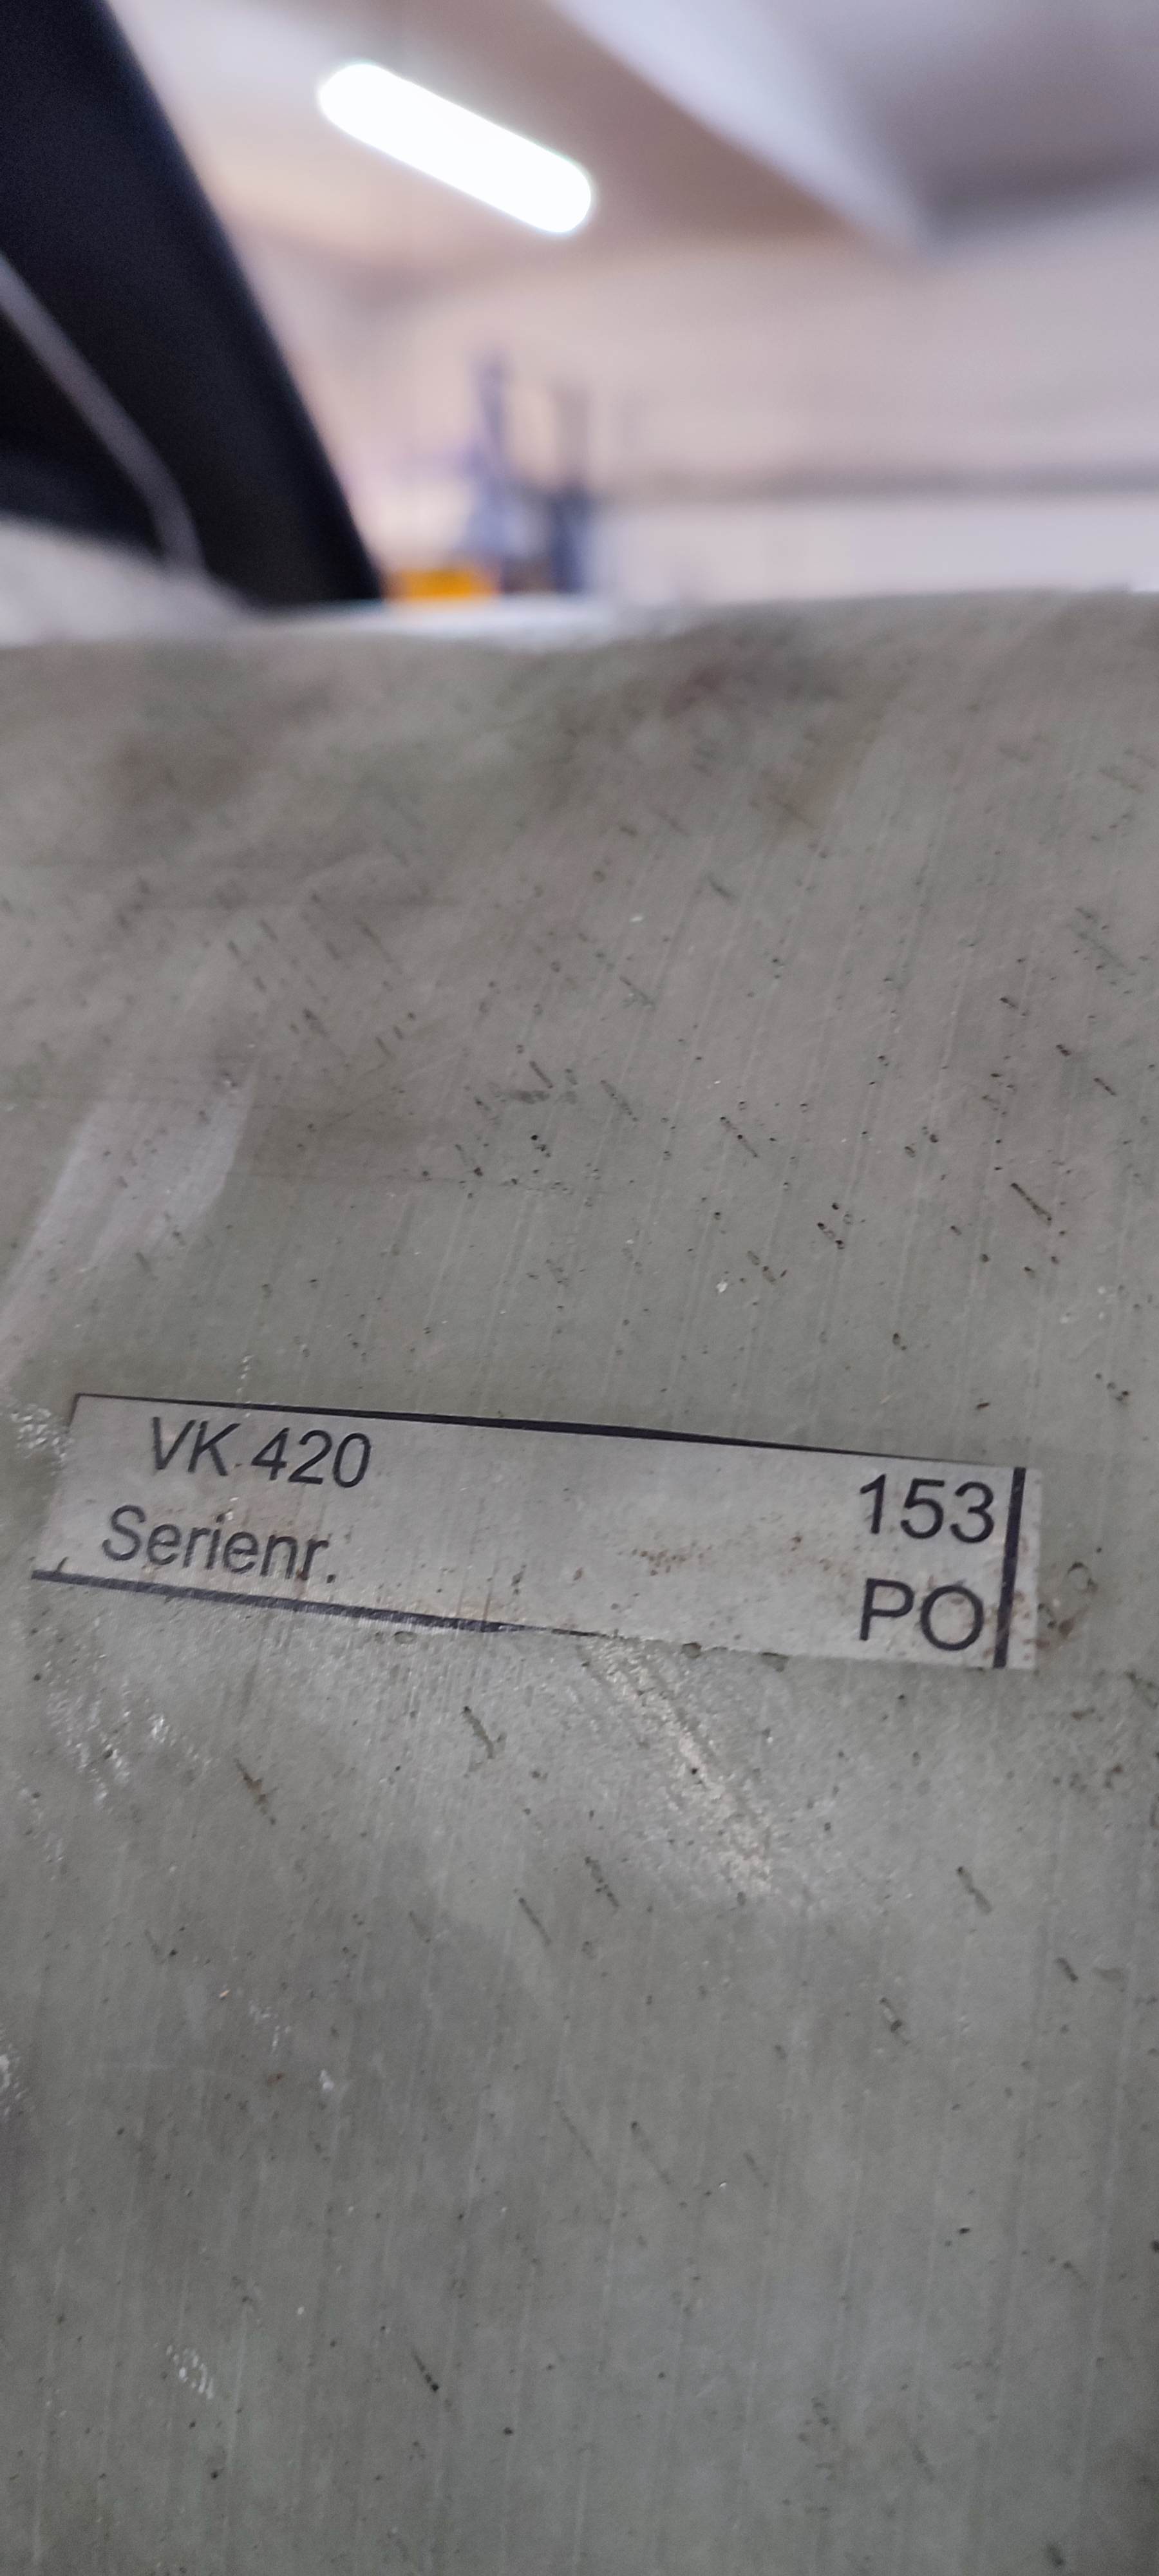 VK 420 153
Serienr. PO